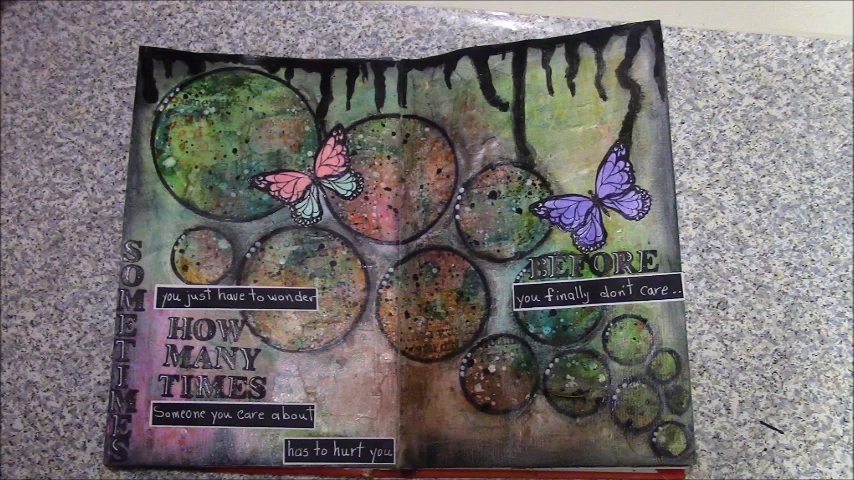 SOMETIMES
you just have to wonder
HOW
MANY
TIMES
Someone you care about
has to hurt you
BEFORE
you finally don't care..